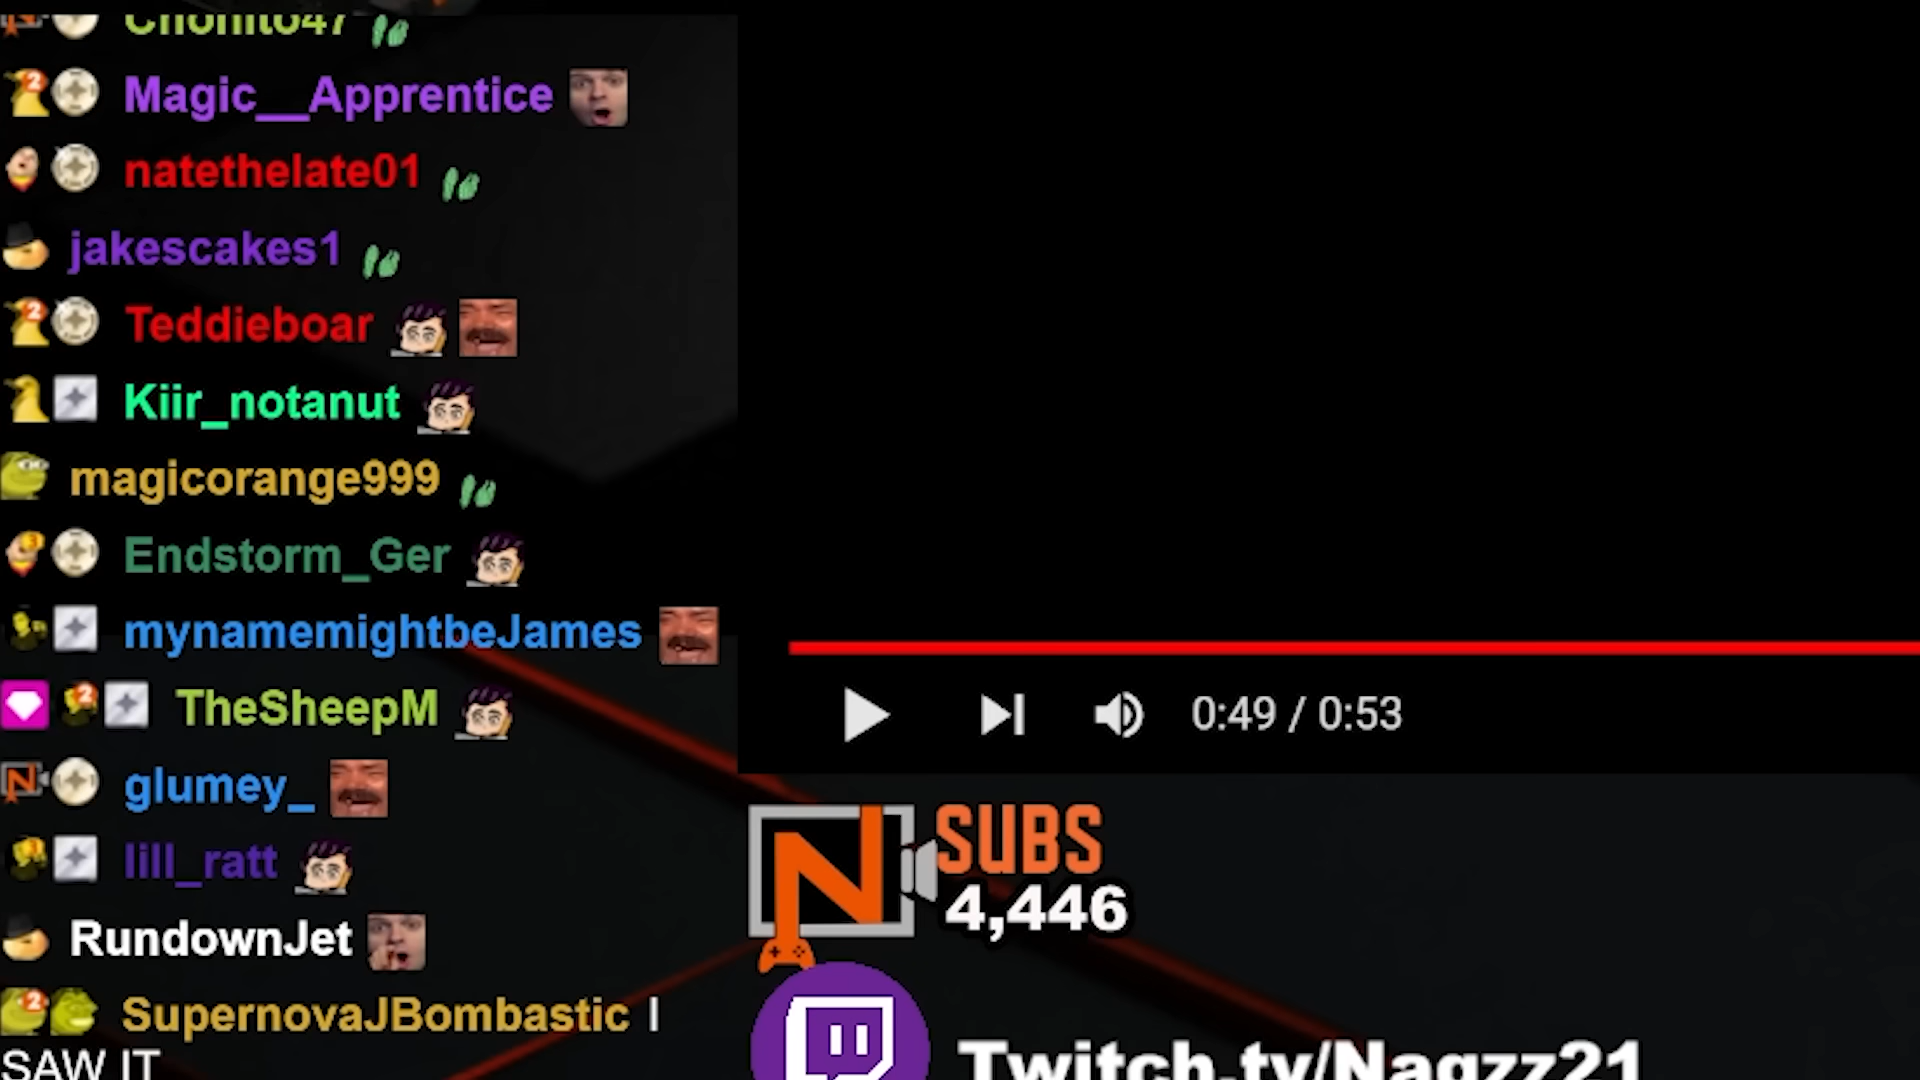 Chonito47
Magic__Apprentice
natethelate01
jakescakes1
Teddieboar
Kiir_notanut
magicorange999
Endstorm_Ger
mynamemightbeJames
TheSheepM
glumey_
lill_ratt
RundownJet
SupernovaJBombastic I
SAW IT
0:49 / 0:53
N SUBS
4,446
Twitch.tv/Nagzz21